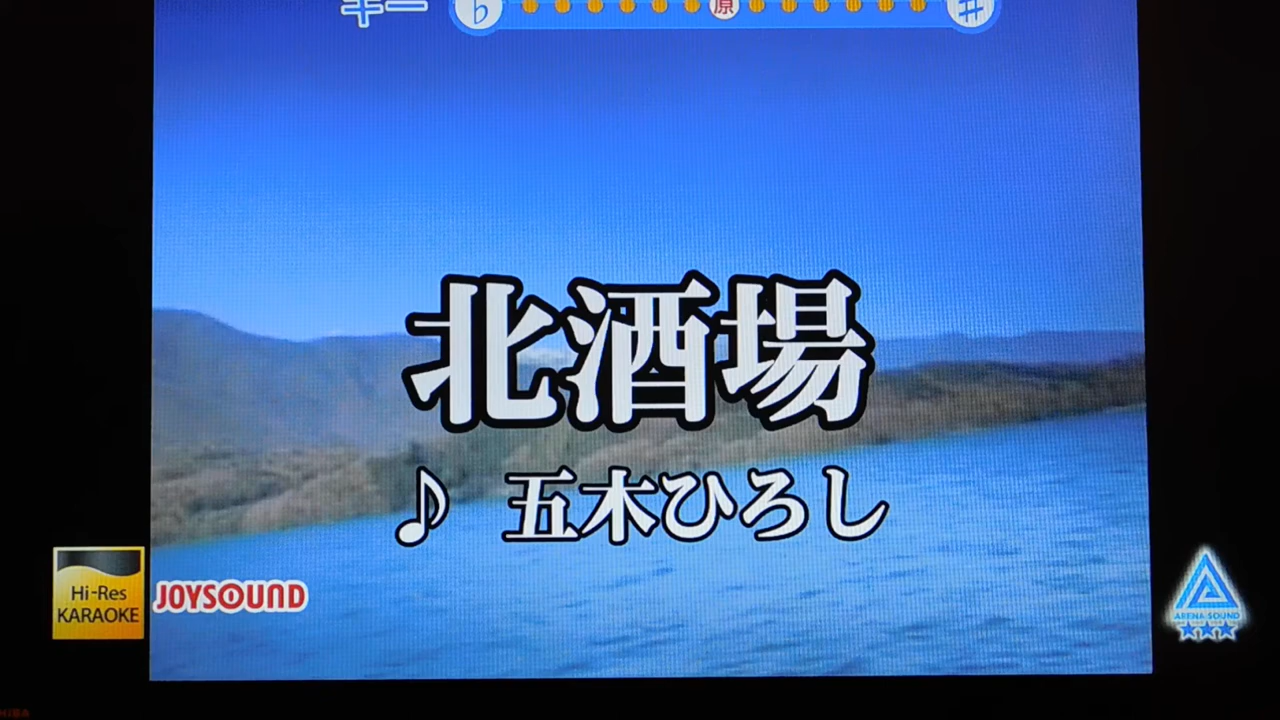 キー ♭ 原 ♯
北酒場
♪ 五木ひろし
Hi-Res
KARAOKE
JOYSOUND
ARENA SOUND